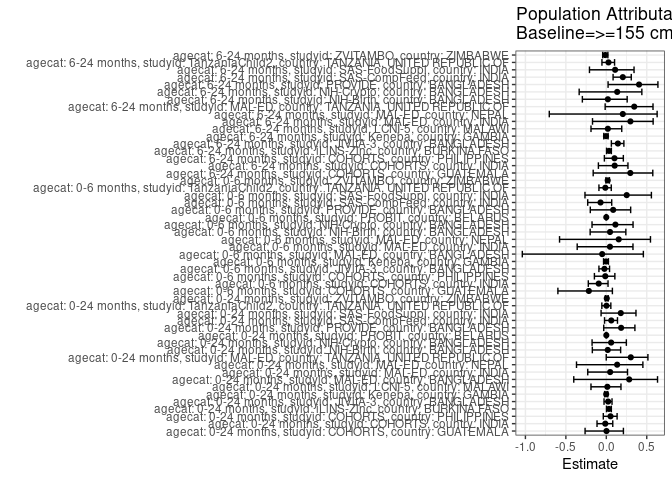 Population Attributa
Baseline=>=155 cm
agecat: 6-24 months, studyid: ZVITAMBO, country: ZIMBABWE
agecat: 6-24 months, studyid: TanzaniaChild2, country: TANZANIA, UNITED REPUBLIC OF
agecat: 6-24 months, studyid: SAS-FoodSuppl, country: INDIA
agecat: 6-24 months, studyid: SAS-CompFeed, country: INDIA
agecat: 6-24 months, studyid: PROVIDE, country: BANGLADESH
agecat: 6-24 months, studyid: NIH-Crypto, country: BANGLADESH
agecat: 6-24 months, studyid: NIH-Birth, country: BANGLADESH
agecat: 6-24 months, studyid: MAL-ED, country: TANZANIA, UNITED REPUBLIC OF
agecat: 6-24 months, studyid: MAL-ED, country: NEPAL
agecat: 6-24 months, studyid: MAL-ED, country: INDIA
agecat: 6-24 months, studyid: LCNI-5, country: MALAWI
agecat: 6-24 months, studyid: Keneba, country: GAMBIA
agecat: 6-24 months, studyid: JiVitA-3, country: BANGLADESH
agecat: 6-24 months, studyid: iLiNS-Zinc, country: BURKINA FASO
agecat: 6-24 months, studyid: COHORTS, country: PHILIPPINES
agecat: 6-24 months, studyid: COHORTS, country: INDIA
agecat: 6-24 months, studyid: COHORTS, country: GUATEMALA
agecat: 0-6 months, studyid: ZVITAMBO, country: ZIMBABWE
agecat: 0-6 months, studyid: TanzaniaChild2, country: TANZANIA, UNITED REPUBLIC OF
agecat: 0-6 months, studyid: SAS-FoodSuppl, country: INDIA
agecat: 0-6 months, studyid: SAS-CompFeed, country: INDIA
agecat: 0-6 months, studyid: PROVIDE, country: BANGLADESH
agecat: 0-6 months, studyid: PROBIT, country: BELARUS
agecat: 0-6 months, studyid: NIH-Crypto, country: BANGLADESH
agecat: 0-6 months, studyid: NIH-Birth, country: BANGLADESH
agecat: 0-6 months, studyid: MAL-ED, country: NEPAL
agecat: 0-6 months, studyid: MAL-ED, country: INDIA
agecat: 0-6 months, studyid: MAL-ED, country: BANGLADESH
agecat: 0-6 months, studyid: Keneba, country: GAMBIA
agecat: 0-6 months, studyid: JiVitA-3, country: BANGLADESH
agecat: 0-6 months, studyid: COHORTS, country: PHILIPPINES
agecat: 0-6 months, studyid: COHORTS, country: INDIA
agecat: 0-6 months, studyid: COHORTS, country: GUATEMALA
agecat: 0-24 months, studyid: ZVITAMBO, country: ZIMBABWE
agecat: 0-24 months, studyid: TanzaniaChild2, country: TANZANIA, UNITED REPUBLIC OF
agecat: 0-24 months, studyid: SAS-FoodSuppl, country: INDIA
agecat: 0-24 months, studyid: SAS-CompFeed, country: INDIA
agecat: 0-24 months, studyid: PROVIDE, country: BANGLADESH
agecat: 0-24 months, studyid: PROBIT, country: BELARUS
agecat: 0-24 months, studyid: NIH-Crypto, country: BANGLADESH
agecat: 0-24 months, studyid: NIH-Birth, country: BANGLADESH
agecat: 0-24 months, studyid: MAL-ED, country: TANZANIA, UNITED REPUBLIC OF
agecat: 0-24 months, studyid: MAL-ED, country: NEPAL
agecat: 0-24 months, studyid: MAL-ED, country: INDIA
agecat: 0-24 months, studyid: MAL-ED, country: BANGLADESH
agecat: 0-24 months, studyid: LCNI-5, country: MALAWI
agecat: 0-24 months, studyid: Keneba, country: GAMBIA
agecat: 0-24 months, studyid: JiVitA-3, country: BANGLADESH
agecat: 0-24 months, studyid: iLiNS-Zinc, country: BURKINA FASO
agecat: 0-24 months, studyid: COHORTS, country: PHILIPPINES
agecat: 0-24 months, studyid: COHORTS, country: INDIA
agecat: 0-24 months, studyid: COHORTS, country: GUATEMALA
-1.0 -0.5 0.0 0.5
Estimate